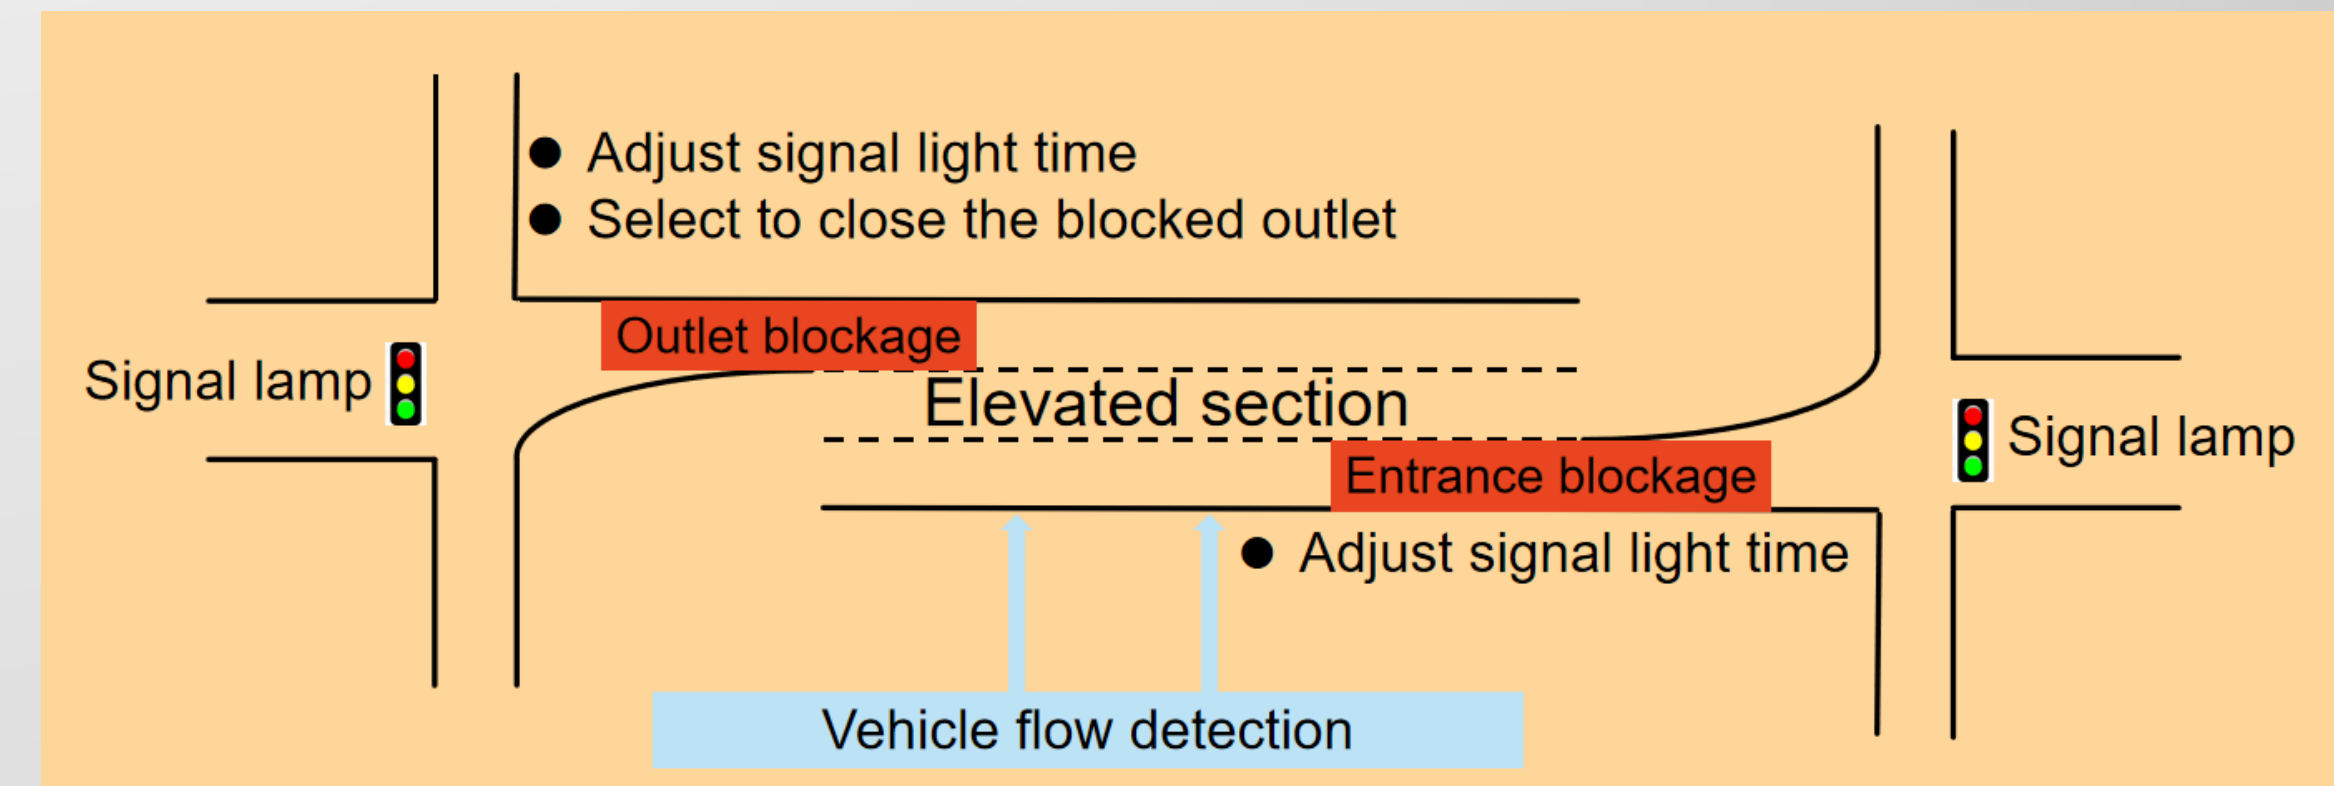 ● Adjust signal light time
● Select to close the blocked outlet
Outlet blockage
Signal lamp
Elevated section
Signal lamp
Entrance blockage
● Adjust signal light time
Vehicle flow detection